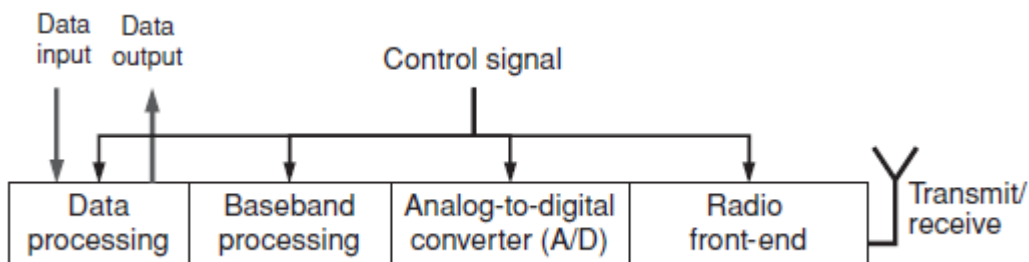 Data
input
Data
output
Control signal
Data
processing
Baseband
processing
Analog-to-digital
converter (A/D)
Radio
front-end
Transmit/
receive